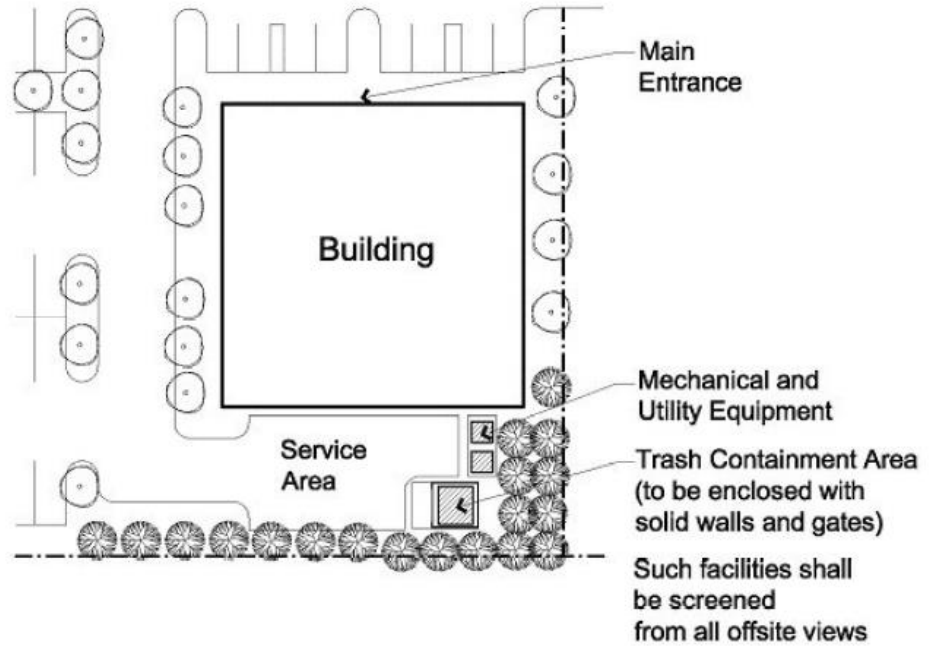 Main
Entrance
Building
Mechanical and
Utility Equipment
Service
Area
Trash Containment Area
(to be enclosed with
solid walls and gates)
Such facilities shall
be screened
from all offsite views